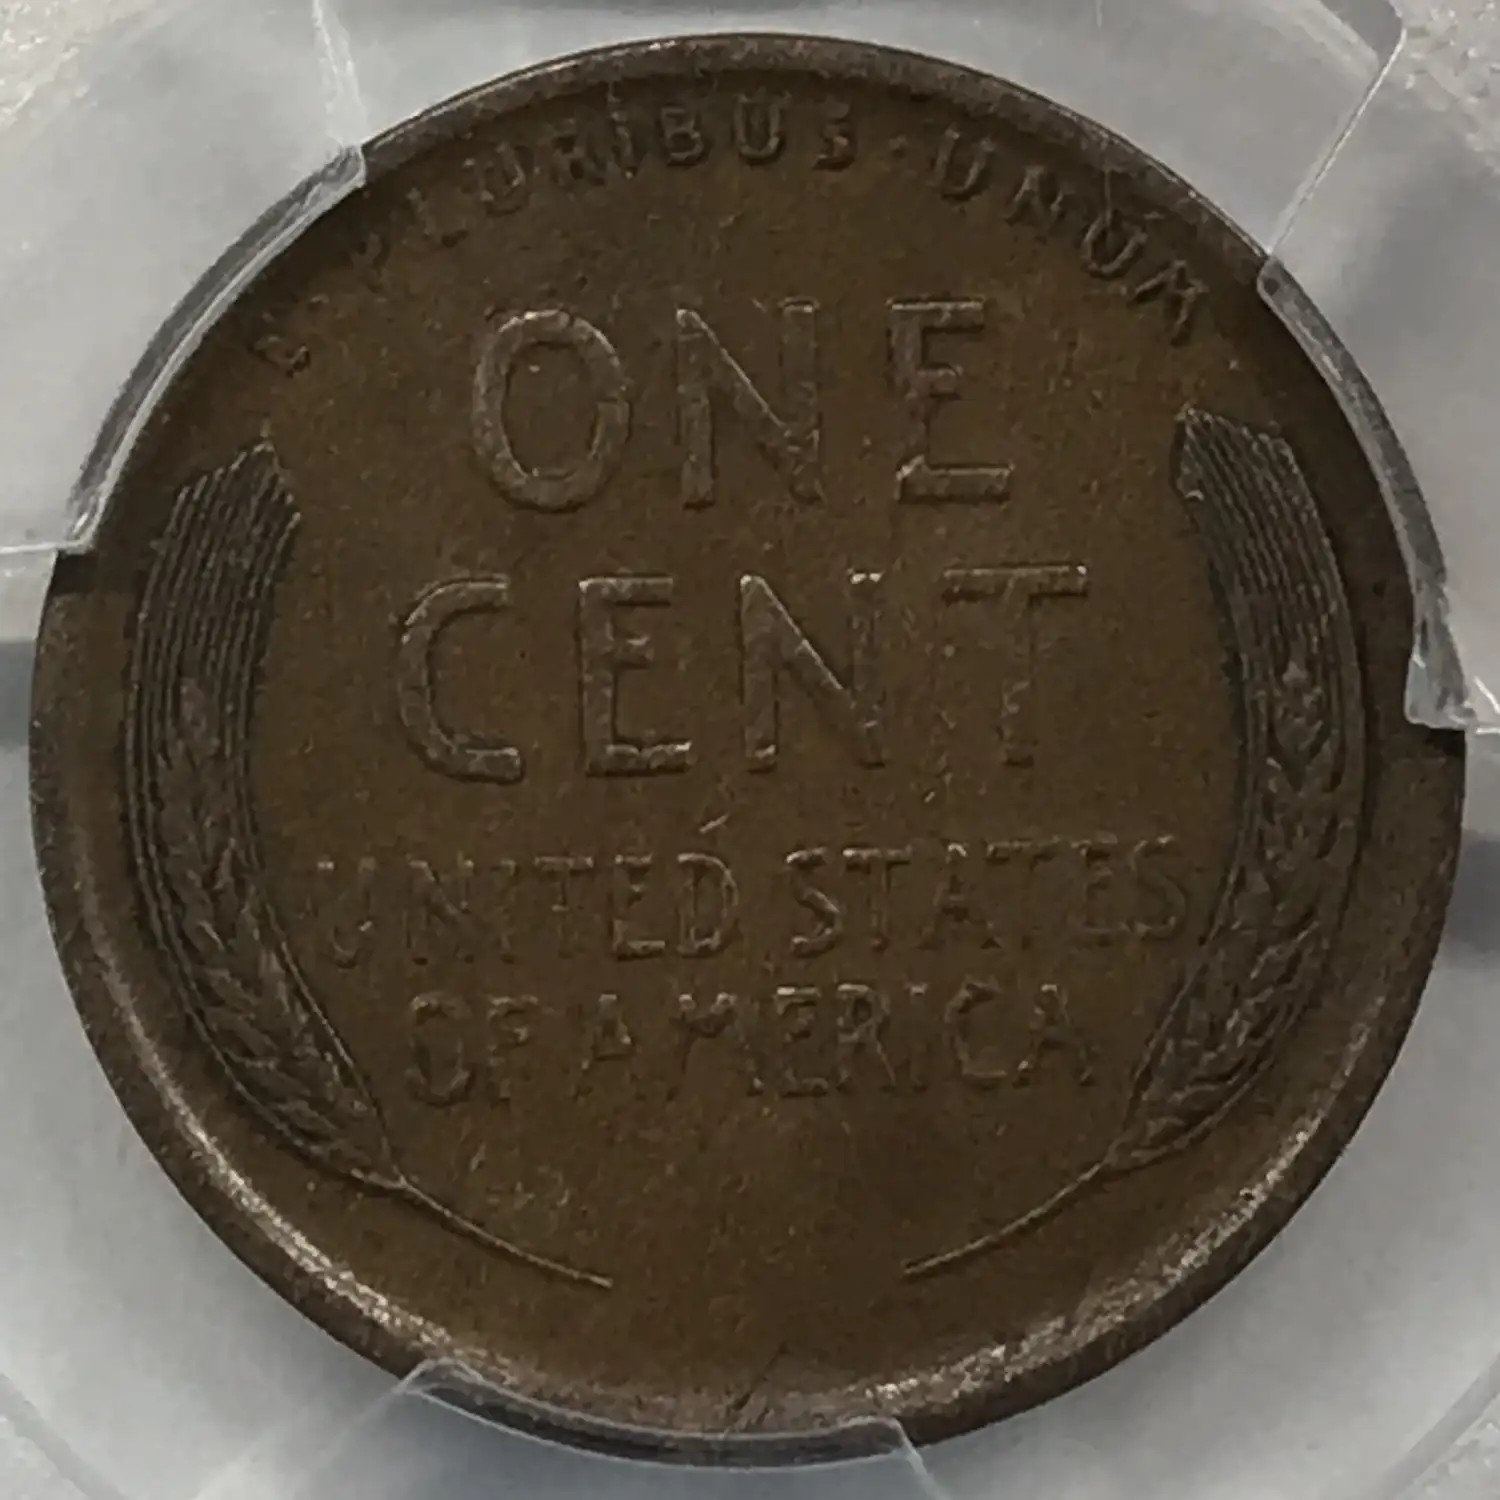 E · PLURIBUS · UNUM
ONE
CENT
UNITED STATES
OF AMERICA